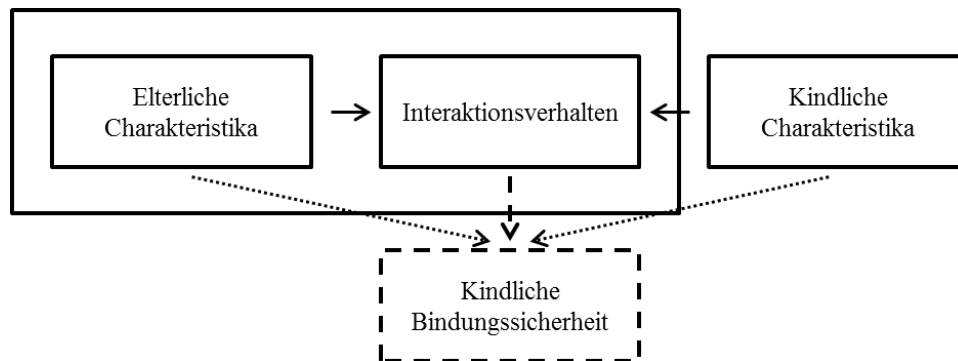 Elterliche
Charakteristika
Interaktionsverhalten
Kindliche
Charakteristika
Kindliche
Bindungssicherheit